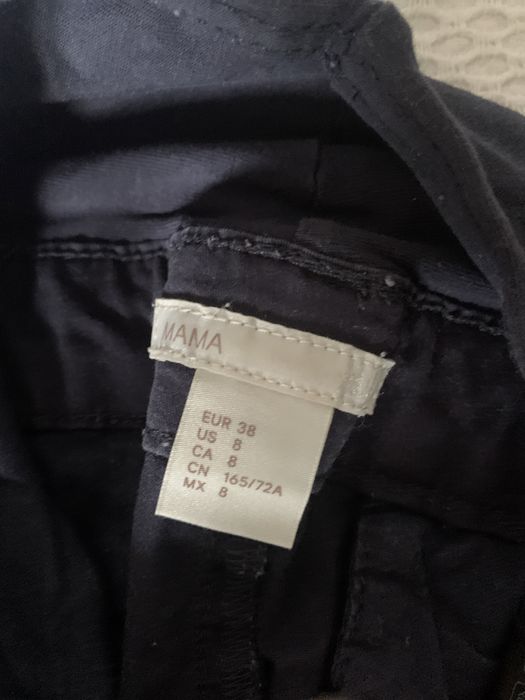 MAMA
EUR 38
US 8
CA 8
CN 165/72A
MX 8